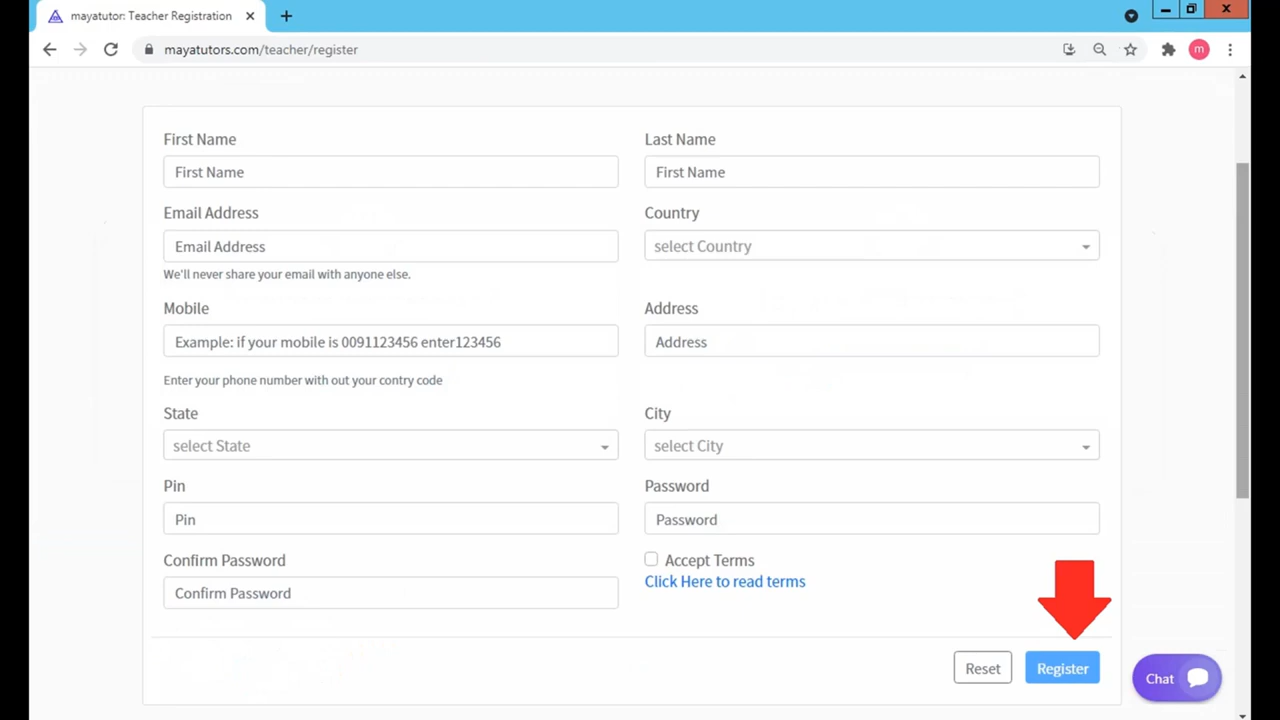 mayatutor: Teacher Registration
mayatutors.com/teacher/register
m
First Name
Last Name
First Name
First Name
Email Address
Country
Email Address
select Country
We'll never share your email with anyone else.
Mobile
Address
Example: if your mobile is 0091123456 enter123456
Address
Enter your phone number with out your contry code
State
City
select State
select City
Pin
Password
Pin
Password
Confirm Password
Accept Terms
Click Here to read terms
Confirm Password
Reset
Register
Chat